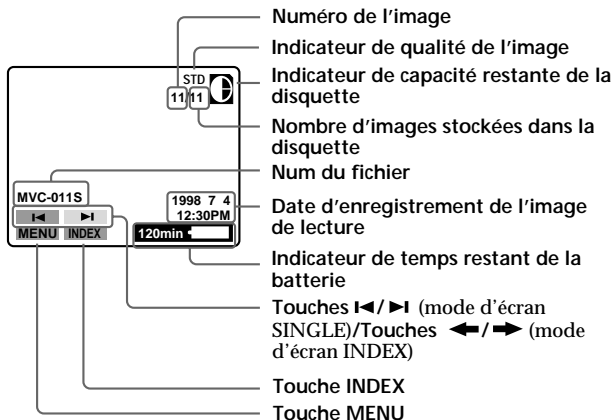 Numéro de l'image
Indicateur de qualité de l'image
Indicateur de capacité restante de la
disquette
Nombre d'images stockées dans la
disquette
Num du fichier
Date d'enregistrement de l'image
de lecture
Indicateur de temps restant de la
batterie
Touches I◄/►I (mode d'écran
SINGLE)/Touches ←/→ (mode
d'écran INDEX)
Touche INDEX
Touche MENU
STD
11/11
MVC-011S
I◄ ►I
MENU INDEX
1998 7 4
12:30PM
120min